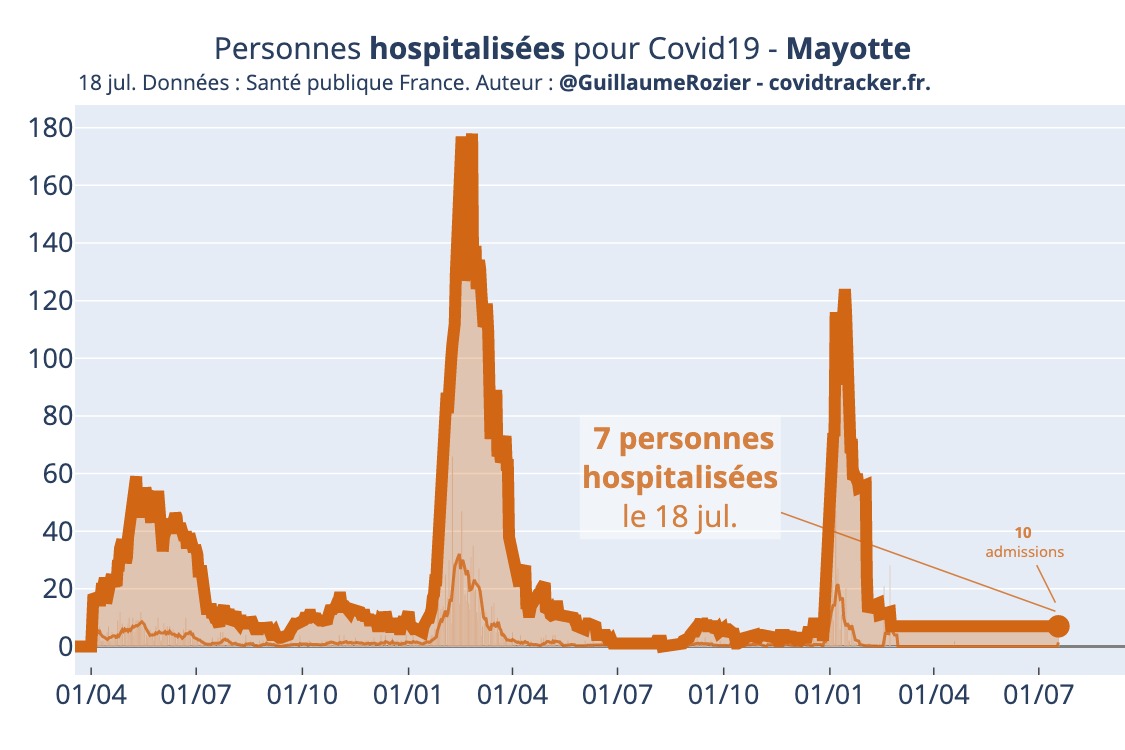 Personnes hospitalisées pour Covid19 - Mayotte
18 jul. Données : Santé publique France. Auteur : @GuillaumeRozier - covidtracker.fr.
180
160
140
120
100
80
60
40
20
0
7 personnes
hospitalisées
le 18 jul.
10
admissions
01/04 01/07 01/10 01/01 01/04 01/07 01/10 01/01 01/04 01/07